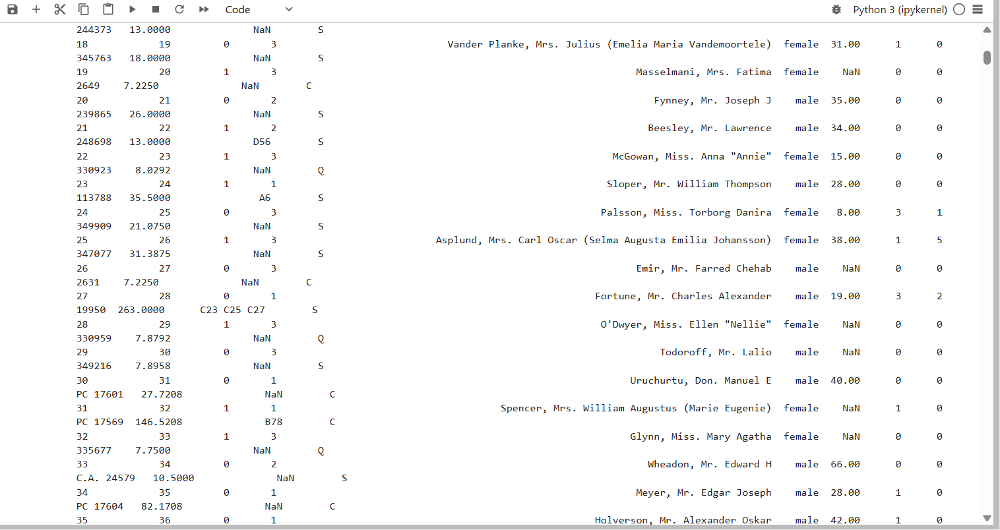 Code Python 3 (ipykernel)
244373 13.0000 NaN S
18 19 0 3 Vander Planke, Mrs. Julius (Emelia Maria Vandemoortele) female 31.00 1 0
345763 18.0000 NaN S
19 20 1 3 Masselmani, Mrs. Fatima female NaN 0 0
2649 7.2250 NaN C
20 21 0 2 Fynney, Mr. Joseph J male 35.00 0 0
239865 26.0000 NaN S
21 22 1 2 Beesley, Mr. Lawrence male 34.00 0 0
248698 13.0000 D56 S
22 23 1 3 McGowan, Miss. Anna "Annie" female 15.00 0 0
330923 8.0292 NaN Q
23 24 1 1 Sloper, Mr. William Thompson male 28.00 0 0
113788 35.5000 A6 S
24 25 0 3 Palsson, Miss. Torborg Danira female 8.00 3 1
349909 21.0750 NaN S
25 26 1 3 Asplund, Mrs. Carl Oscar (Selma Augusta Emilia Johansson) female 38.00 1 5
347077 31.3875 NaN S
26 27 0 3 Emir, Mr. Farred Chehab male NaN 0 0
2631 7.2250 NaN C
27 28 0 1 Fortune, Mr. Charles Alexander male 19.00 3 2
19950 263.0000 C23 C25 C27 S
28 29 1 3 O'Dwyer, Miss. Ellen "Nellie" female NaN 0 0
330959 7.8792 NaN Q
29 30 0 3 Todoroff, Mr. Lalio male NaN 0 0
349216 7.8958 NaN S
30 31 0 1 Uruchurtu, Don. Manuel E male 40.00 0 0
PC 17601 27.7208 NaN C
31 32 1 1 Spencer, Mrs. William Augustus (Marie Eugenie) female NaN 1 0
PC 17569 146.5208 B78 C
32 33 1 3 Glynn, Miss. Mary Agatha female NaN 0 0
335677 7.7500 NaN Q
33 34 0 2 Wheadon, Mr. Edward H male 66.00 0 0
C.A. 24579 10.5000 NaN S
34 35 0 1 Meyer, Mr. Edgar Joseph male 28.00 1 0
PC 17604 82.1708 NaN C
35 36 0 1 Holverson, Mr. Alexander Oskar male 42.00 1 0